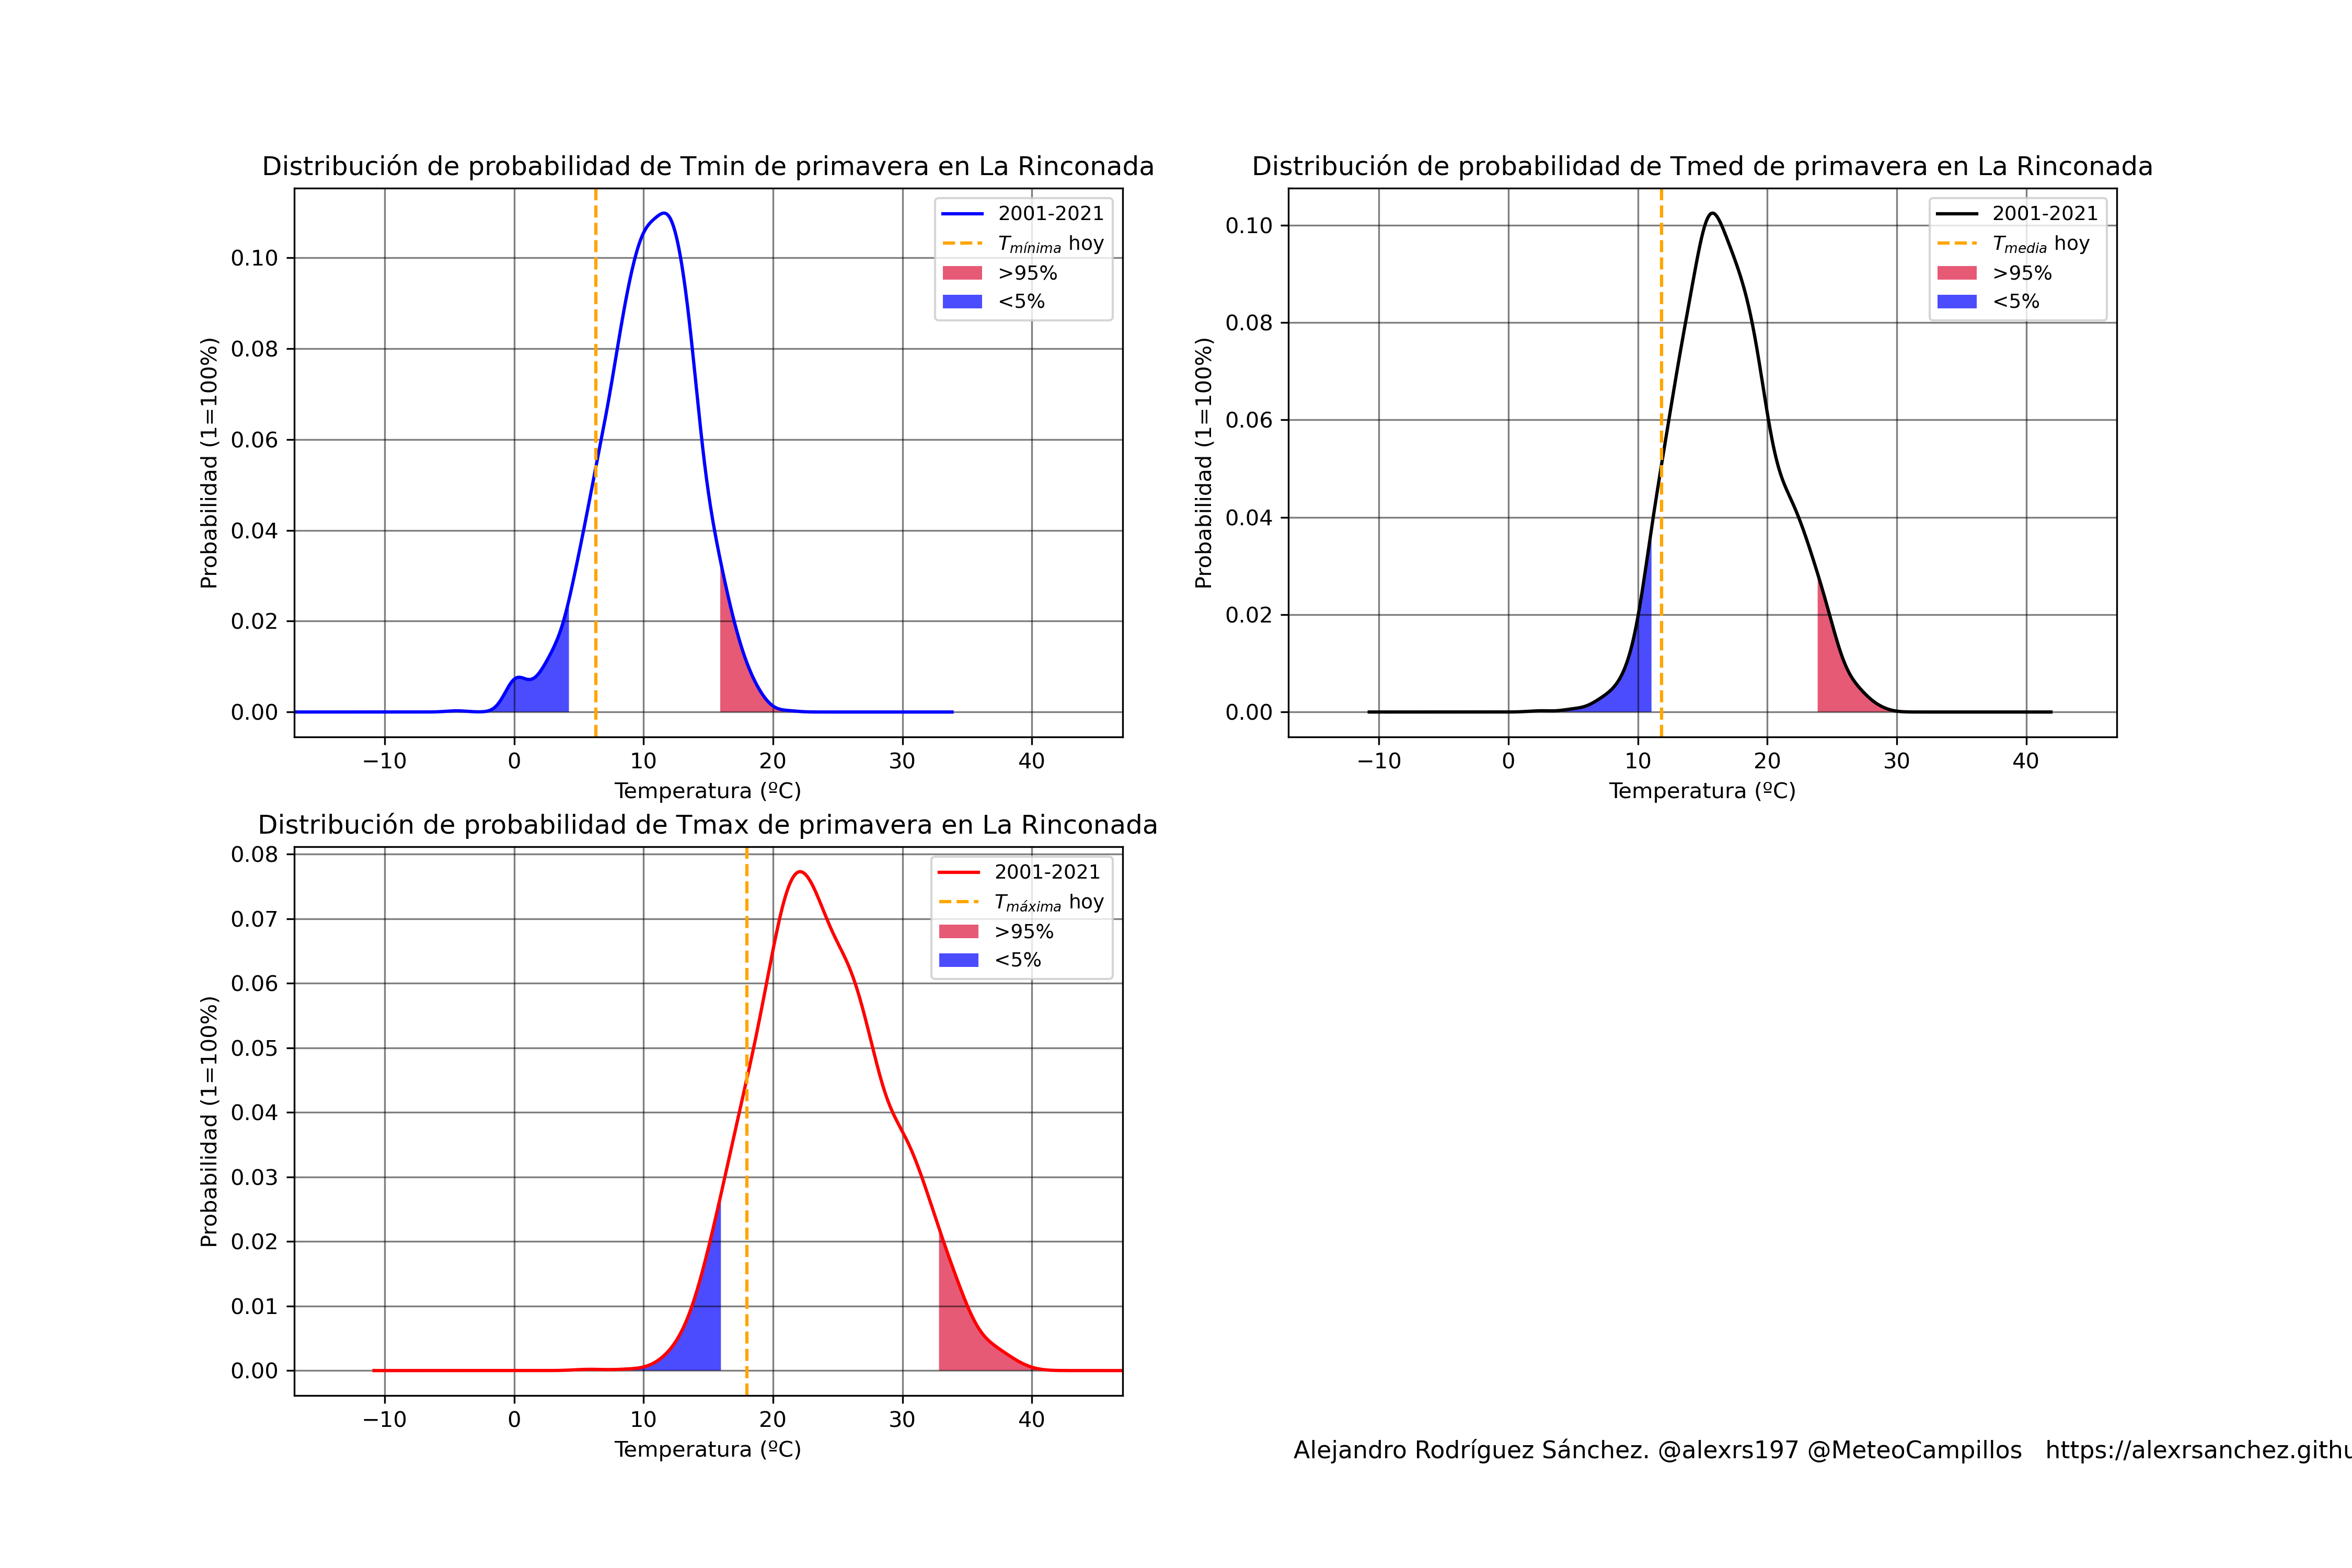 Distribución de probabilidad de Tmin de primavera en La Rinconada
Probabilidad (1=100%)
0.10
0.08
0.06
0.04
0.02
0.00
2001-2021
Tmínima hoy
>95%
<5%
−10 0 10 20 30 40
Temperatura (ºC)
Distribución de probabilidad de Tmed de primavera en La Rinconada
Probabilidad (1=100%)
0.10
0.08
0.06
0.04
0.02
0.00
2001-2021
Tmedia hoy
>95%
<5%
−10 0 10 20 30 40
Temperatura (ºC)
Distribución de probabilidad de Tmax de primavera en La Rinconada
Probabilidad (1=100%)
0.08
0.07
0.06
0.05
0.04
0.03
0.02
0.01
0.00
2001-2021
Tmáxima hoy
>95%
<5%
−10 0 10 20 30 40
Temperatura (ºC)
Alejandro Rodríguez Sánchez. @alexrs197 @MeteoCampillos https://alexrsanchez.githu